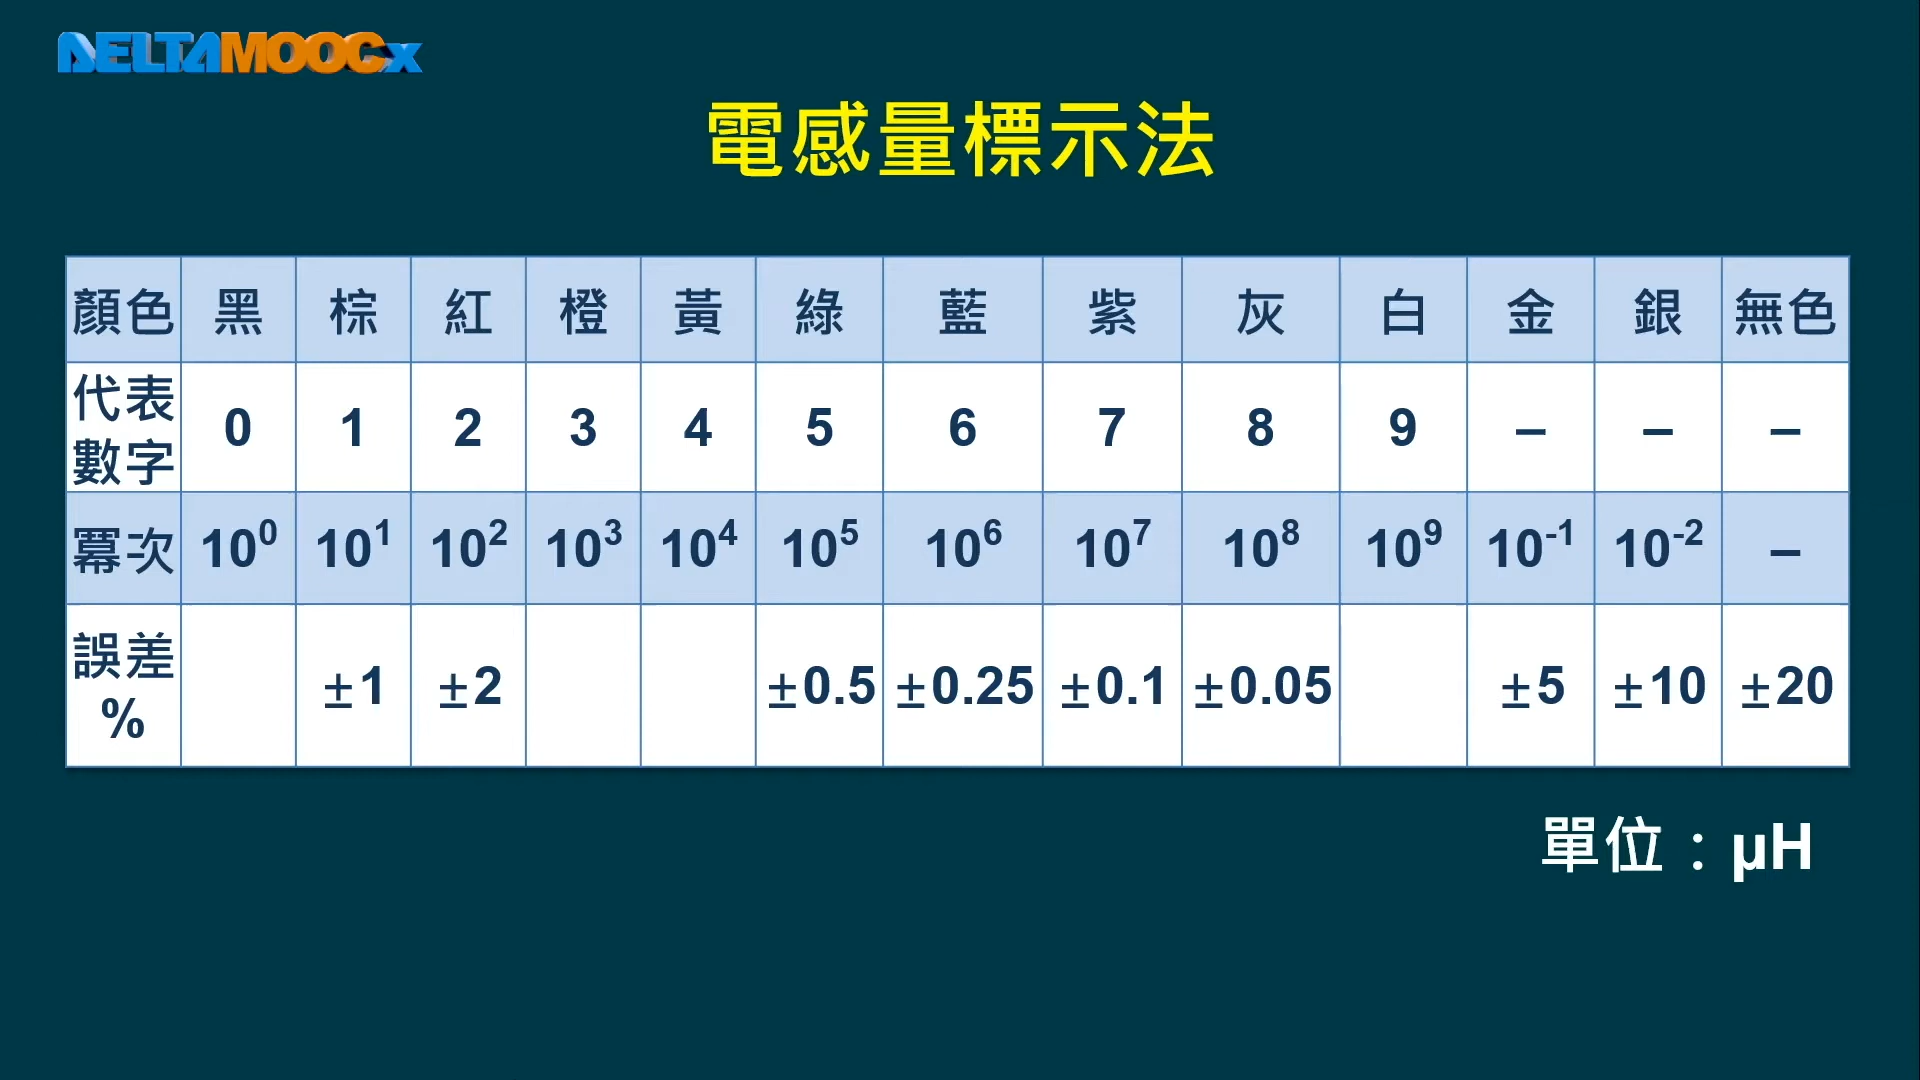 DELTAMOOCx
電感量標示法
顏色 黑 棕 紅 橙 黃 綠 藍 紫 灰 白 金 銀 無色
代表數字 0 1 2 3 4 5 6 7 8 9 – – –
冪次 10⁰ 10¹ 10² 10³ 10⁴ 10⁵ 10⁶ 10⁷ 10⁸ 10⁹ 10⁻¹ 10⁻² –
誤差% ±1 ±2 ±0.5 ±0.25 ±0.1 ±0.05 ±5 ±10 ±20
單位：µH